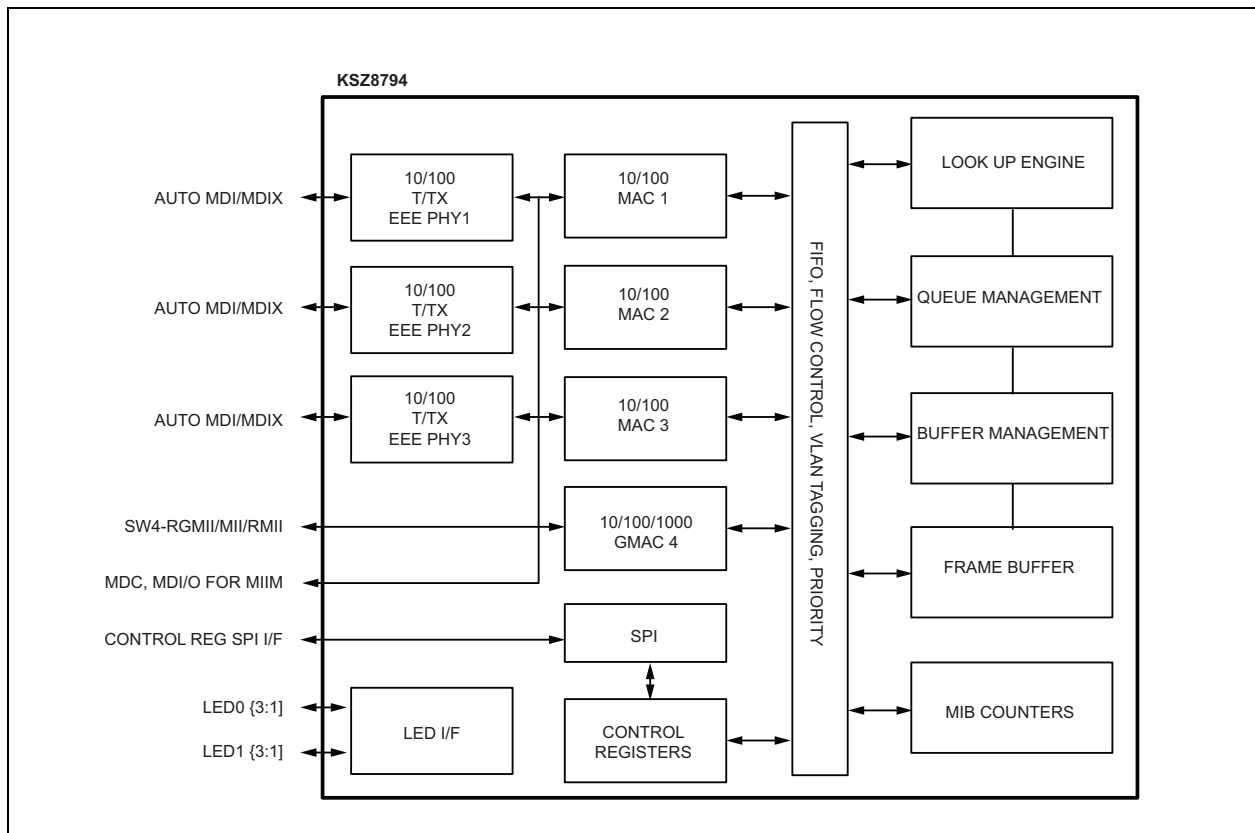 KSZ8794
AUTO MDI/MDIX
10/100
T/TX
EEE PHY1
10/100
MAC 1
LOOK UP ENGINE
AUTO MDI/MDIX
10/100
T/TX
EEE PHY2
10/100
MAC 2
QUEUE MANAGEMENT
AUTO MDI/MDIX
10/100
T/TX
EEE PHY3
10/100
MAC 3
BUFFER MANAGEMENT
FIFO, FLOW CONTROL, VLAN TAGGING, PRIORITY
SW4-RGMII/MII/RMII
10/100/1000
GMAC 4
FRAME BUFFER
MDC, MDI/O FOR MIIM
CONTROL REG SPI I/F
SPI
LED0 {3:1]
LED1 {3:1]
LED I/F
CONTROL
REGISTERS
MIB COUNTERS